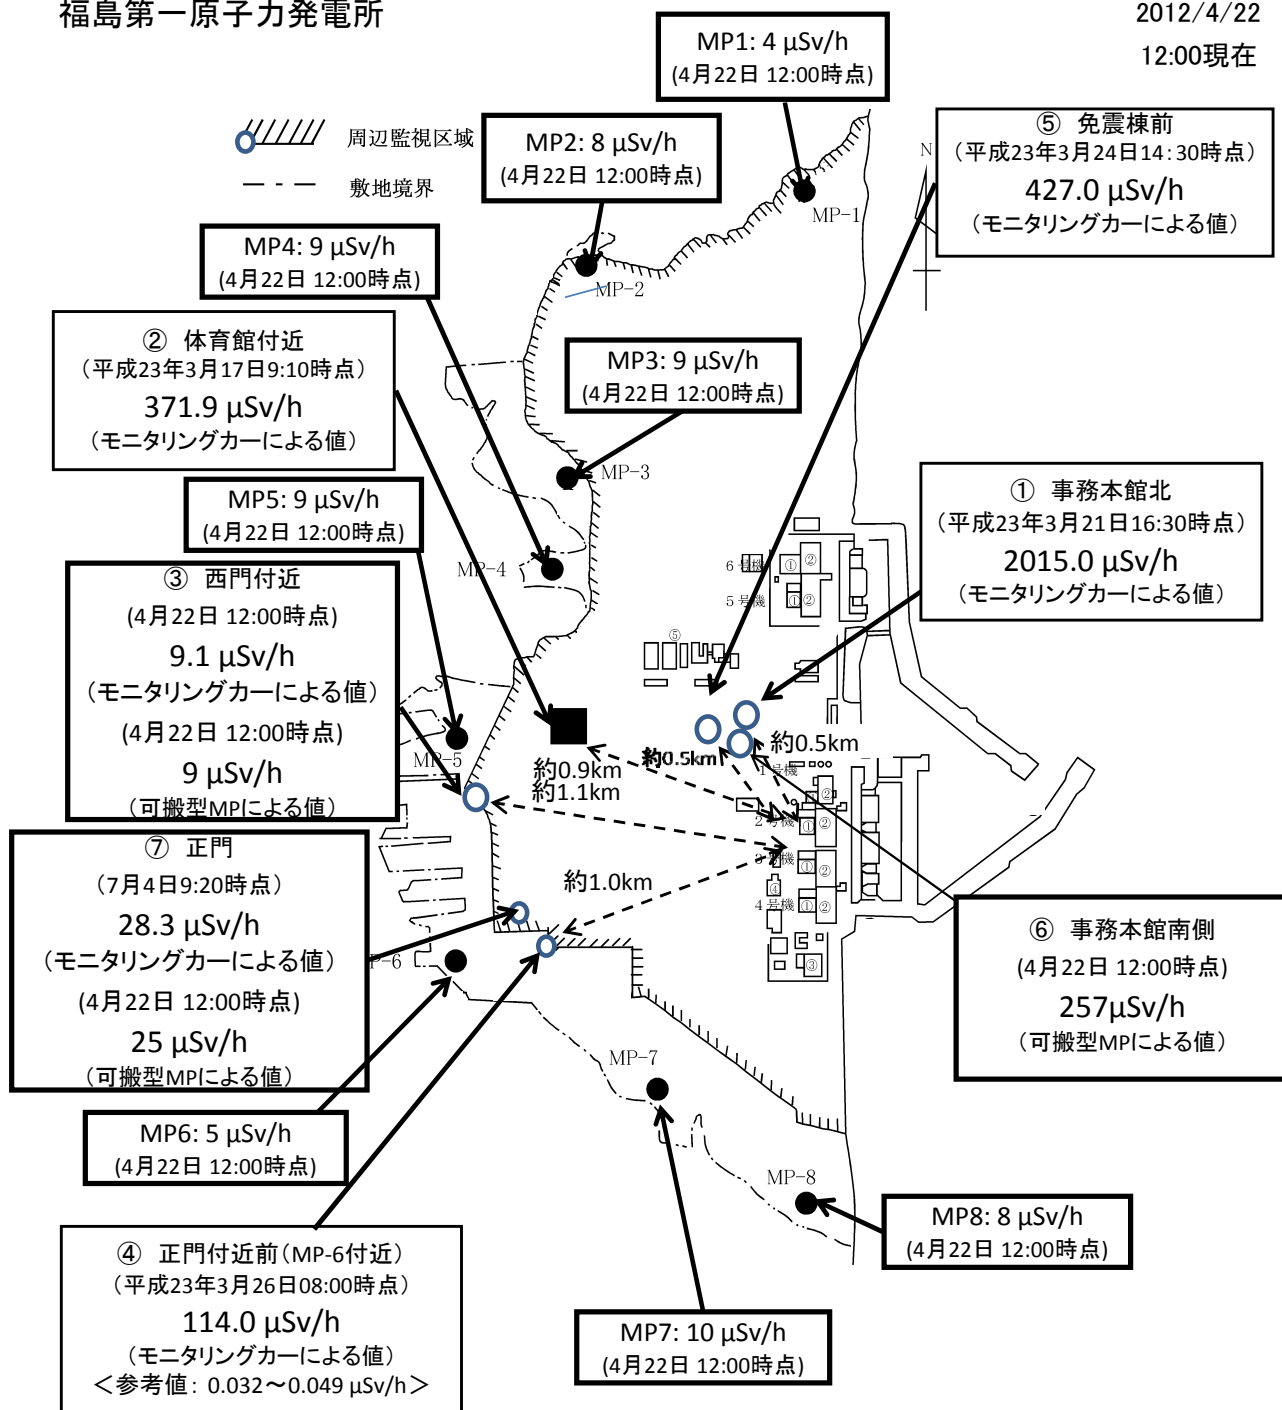 福島第一原子力発電所
2012/4/22
12:00現在
周辺監視区域
敷地境界
MP1: 4 μSv/h
(4月22日 12:00時点)
MP2: 8 μSv/h
(4月22日 12:00時点)
⑤ 免震棟前
（平成23年3月24日14:30時点）
427.0 μSv/h
（モニタリングカーによる値）
N
MP-1
MP4: 9 μSv/h
(4月22日 12:00時点)
MP-2
② 体育館付近
（平成23年3月17日9:10時点）
371.9 μSv/h
（モニタリングカーによる値）
MP3: 9 μSv/h
(4月22日 12:00時点)
MP-3
① 事務本館北
（平成23年3月21日16:30時点）
2015.0 μSv/h
（モニタリングカーによる値）
MP5: 9 μSv/h
(4月22日 12:00時点)
MP-4
6号機
① ②
5号機
① ②
③ 西門付近
(4月22日 12:00時点)
9.1 μSv/h
（モニタリングカーによる値）
(4月22日 12:00時点)
9 μSv/h
（可搬型MPによる値）
⑤
MP-5
約0.9km
約1.1km
約0.5km
約0.5km
1号機
②
2号機
① ②
3号機
① ②
④
4号機
① ②
③
約1.0km
⑦ 正門
(7月4日9:20時点)
28.3 μSv/h
（モニタリングカーによる値）
(4月22日 12:00時点)
25 μSv/h
（可搬型MPによる値）
P-6
⑥ 事務本館南側
(4月22日 12:00時点)
257μSv/h
（可搬型MPによる値）
MP-7
MP6: 5 μSv/h
(4月22日 12:00時点)
MP-8
MP8: 8 μSv/h
(4月22日 12:00時点)
④ 正門付近前（MP-6付近）
（平成23年3月26日08:00時点）
114.0 μSv/h
（モニタリングカーによる値）
＜参考値: 0.032～0.049 μSv/h＞
MP7: 10 μSv/h
(4月22日 12:00時点)